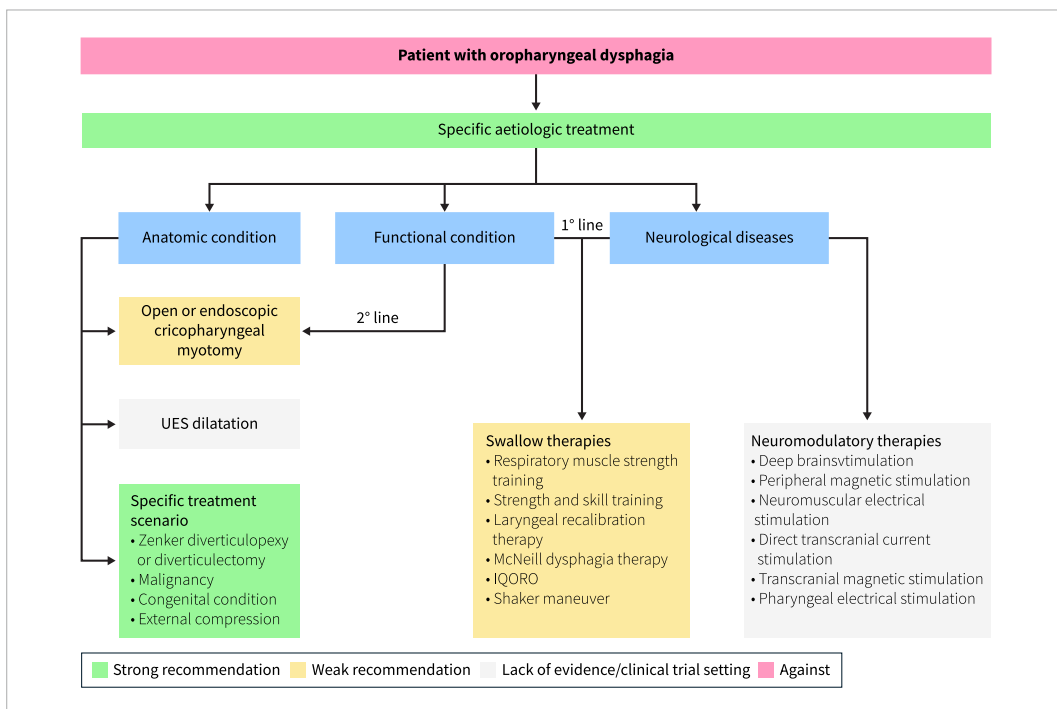 Patient with oropharyngeal dysphagia
Specific aetiologic treatment
Anatomic condition
Functional condition
1° line
Neurological diseases
Open or endoscopic
cricopharyngeal
myotomy
2° line
UES dilatation
Specific treatment
scenario
• Zenker diverticulopexy
or diverticulectomy
• Malignancy
• Congenital condition
• External compression
Swallow therapies
• Respiratory muscle strength
training
• Strength and skill training
• Laryngeal recalibration
therapy
• McNeill dysphagia therapy
• IQORO
• Shaker maneuver
Neuromodulatory therapies
• Deep brainsvtimulation
• Peripheral magnetic stimulation
• Neuromuscular electrical
stimulation
• Direct transcranial current
stimulation
• Transcranial magnetic stimulation
• Pharyngeal electrical stimulation
Strong recommendation
Weak recommendation
Lack of evidence/clinical trial setting
Against